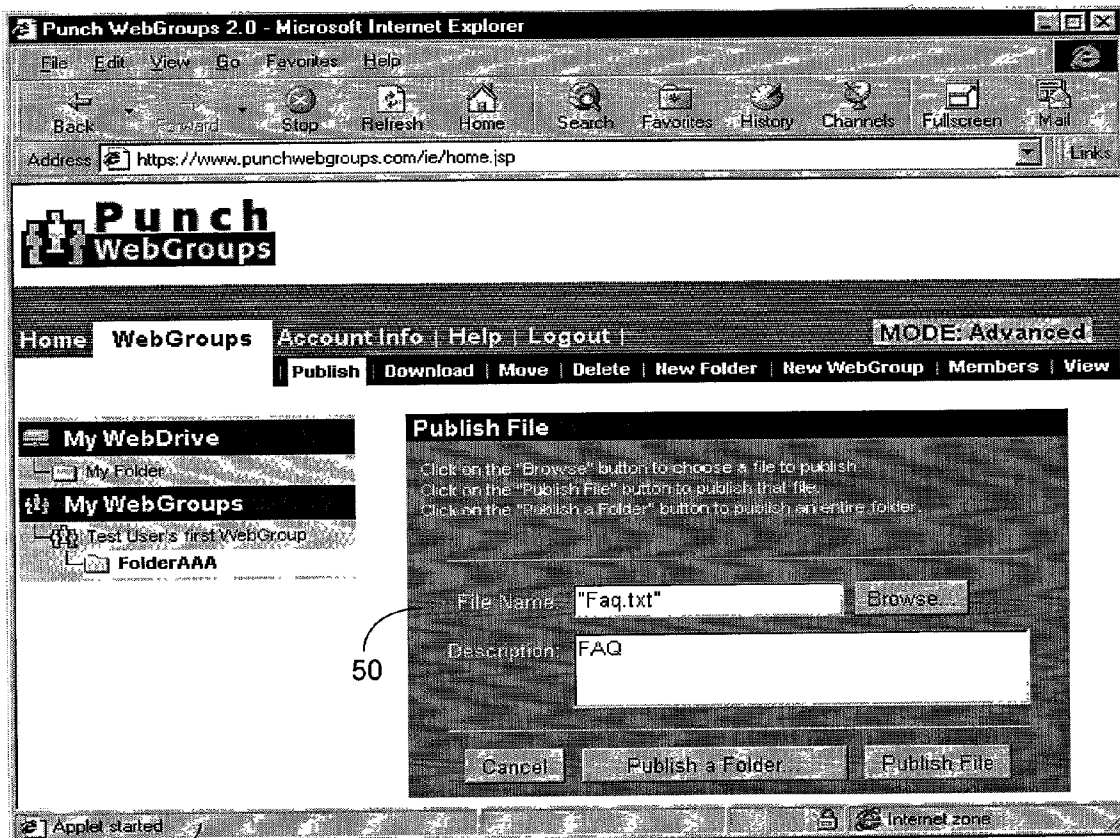 Punch WebGroups 2.0 - Microsoft Internet Explorer
File Edit View Go Favorites Help
Back Forward Stop Refresh Home Search Favorites History Channels Fullscreen Mail
Address https://www.punchwebgroups.com/ie/home.jsp Links
Punch
WebGroups
Home WebGroups Account Info | Help | Logout | MODE: Advanced
| Publish | Download | Move | Delete | New Folder | New WebGroup | Members | View
My WebDrive
My Folder
My WebGroups
Test User's first WebGroup
FolderAAA
Publish File
Click on the "Browse" button to choose a file to publish.
Click on the "Publish File" button to publish that file.
Click on the "Publish a Folder" button to publish an entire folder.
File Name: "Faq.txt" Browse...
Description: FAQ
50
Cancel Publish a Folder... Publish File
Applet started Internet zone